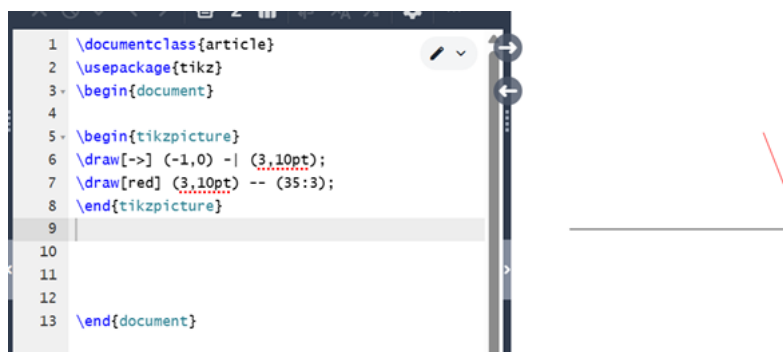 1 \documentclass{article}
2 \usepackage{tikz}
3 \begin{document}
4
5 \begin{tikzpicture}
6 \draw[->] (-1,0) -| (3,10pt);
7 \draw[red] (3,10pt) -- (35:3);
8 \end{tikzpicture}
9
10
11
12
13 \end{document}